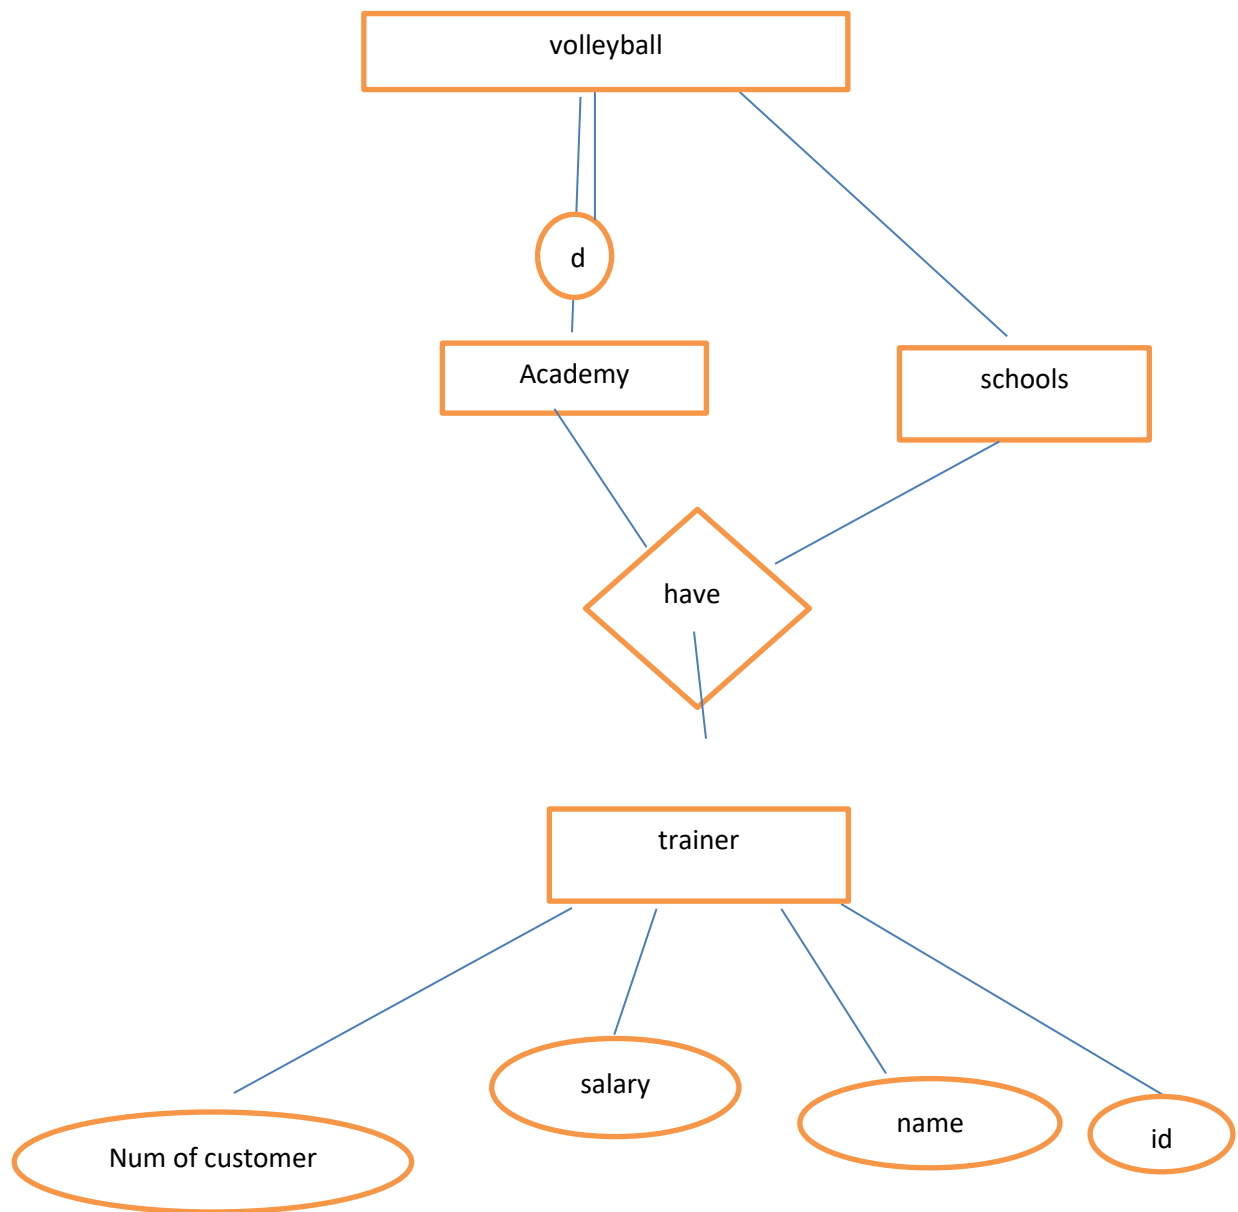 volleyball
d
Academy
schools
have
trainer
salary
name
id
Num of customer